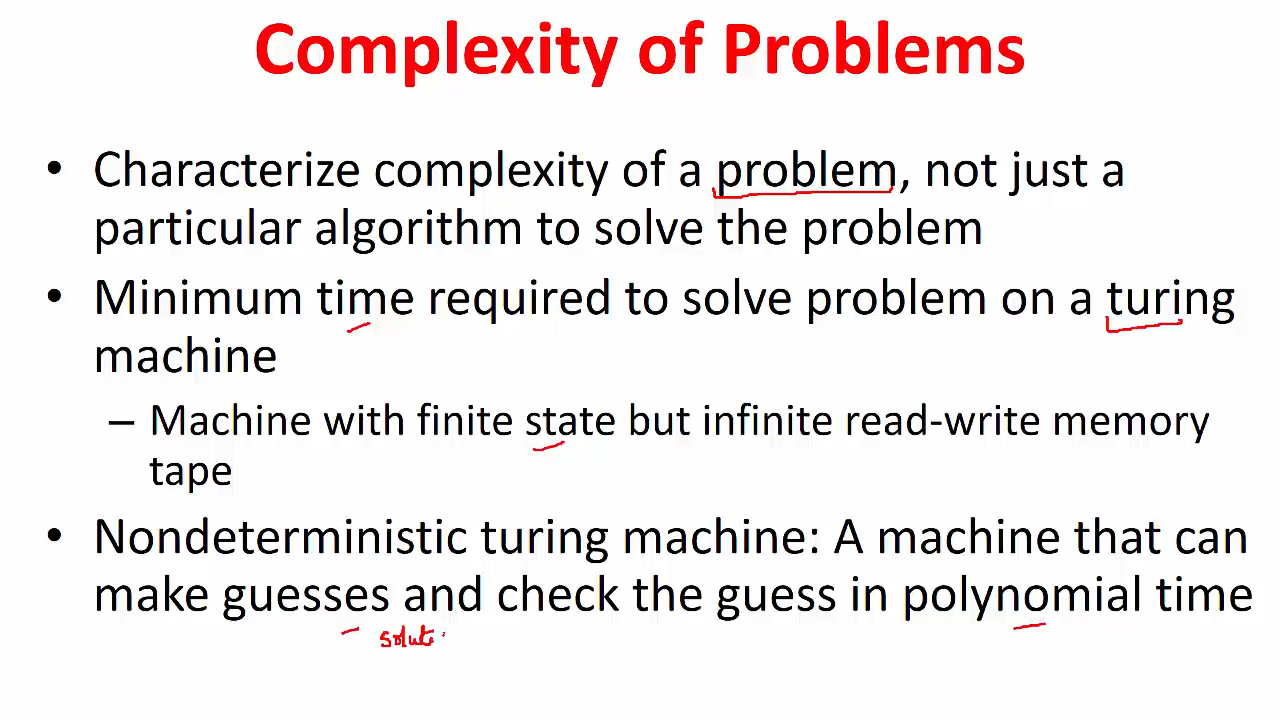 Complexity of Problems
• Characterize complexity of a problem, not just a
particular algorithm to solve the problem
• Minimum time required to solve problem on a turing
machine
– Machine with finite state but infinite read-write memory
tape
• Nondeterministic turing machine: A machine that can
make guesses and check the guess in polynomial time
solut